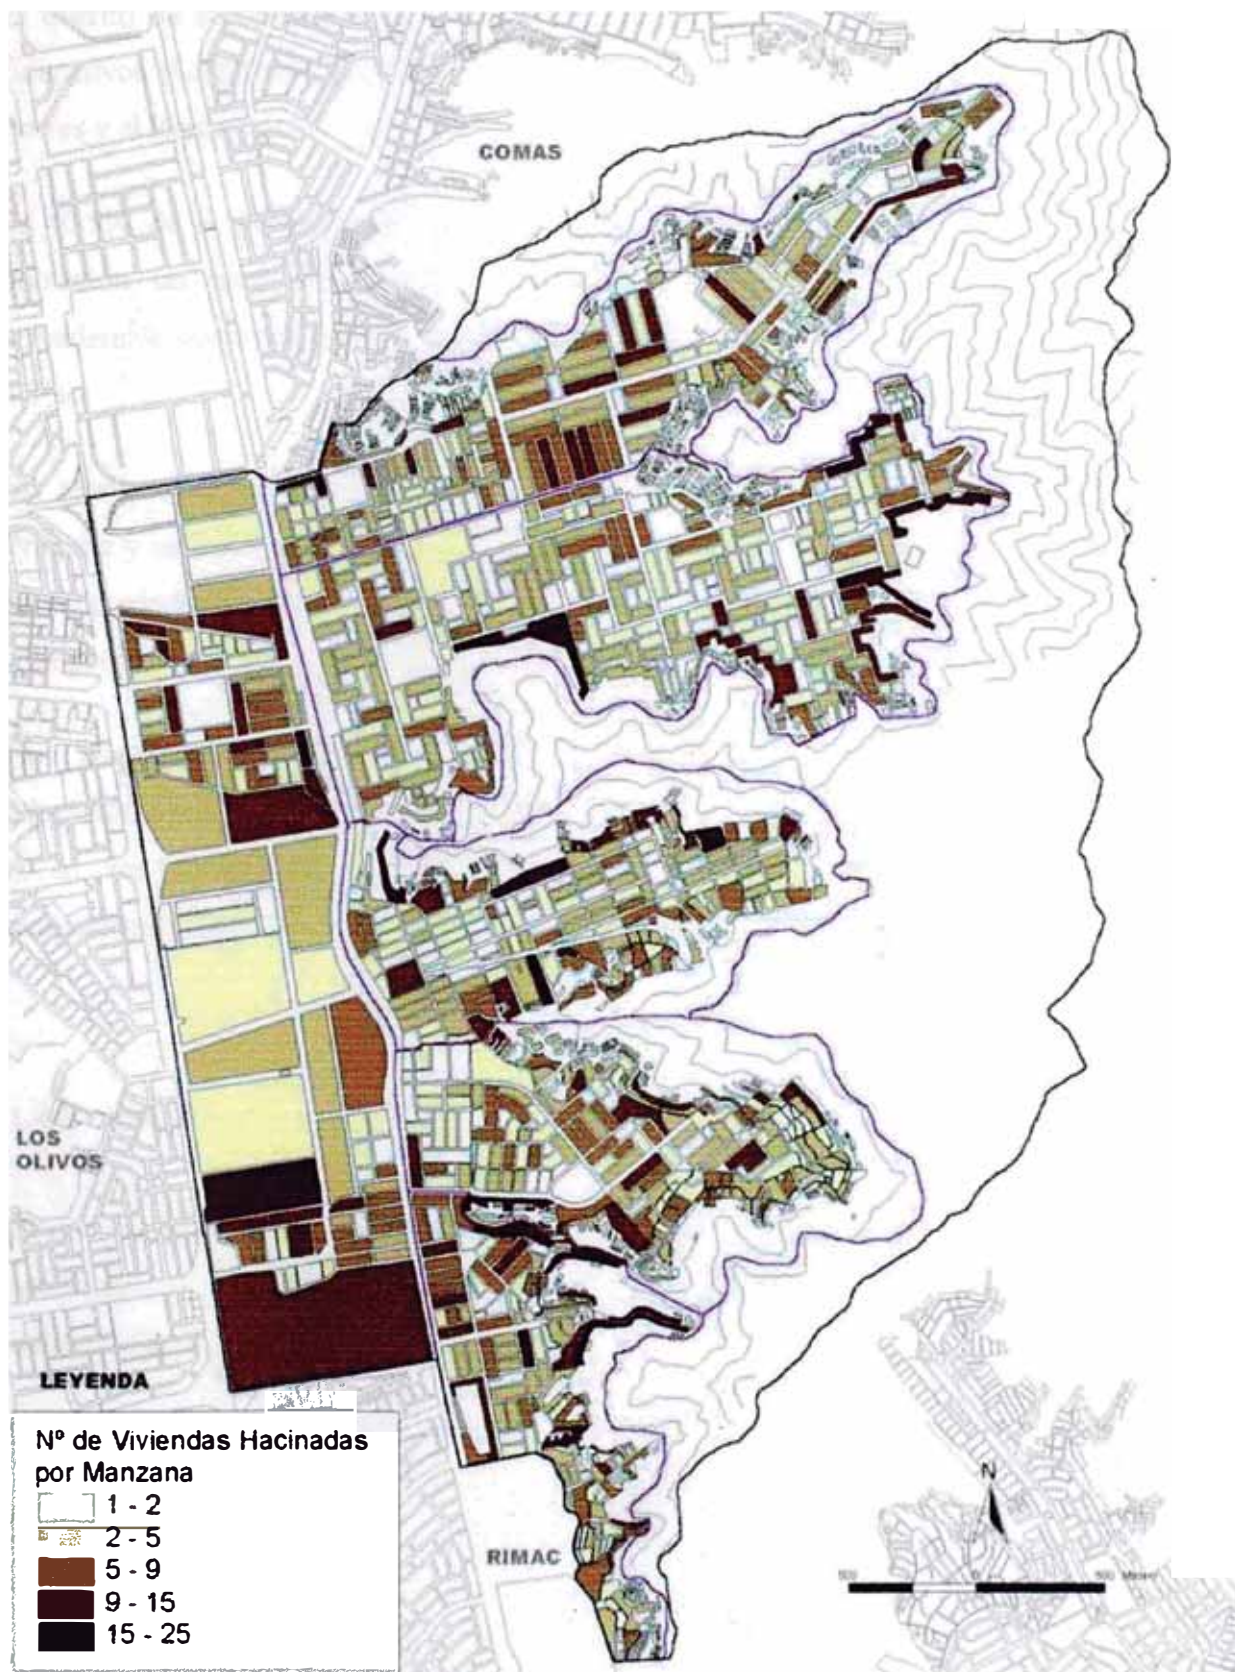 COMAS
LOS
OLIVOS
LEYENDA
Nº de Viviendas Hacinadas
por Manzana
1 - 2
2 - 5
5 - 9
9 - 15
15 - 25
RIMAC
N
0